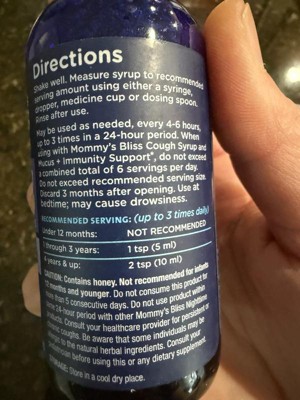 Directions
Shake well. Measure syrup to recommended
serving amount using either a syringe,
dropper, medicine cup or dosing spoon.
Rinse after use.
May be used as needed, every 4-6 hours,
up to 3 times in a 24-hour period. When
using with Mommy's Bliss Cough Syrup and
Mucus + Immunity Support*, do not exceed
a combined total of 6 servings per day.
Do not exceed recommended serving size.
Discard 3 months after opening. Use at
bedtime; may cause drowsiness.
RECOMMENDED SERVING: (up to 3 times daily)
Under 12 months: NOT RECOMMENDED
through 3 years: 1 tsp (5 ml)
years & up: 2 tsp (10 ml)
CAUTION: Contains honey. Not recommended for infants
12 months and younger. Do not consume this product for
more than 5 consecutive days. Do not use product within
24-hour period with other Mommy's Bliss Nighttime
products. Consult your healthcare provider for persistent or
chronic coughs. Be aware that some individuals may be
to the natural herbal ingredients. Consult your
before using this or any dietary supplement.
STORAGE: Store in a cool dry place.